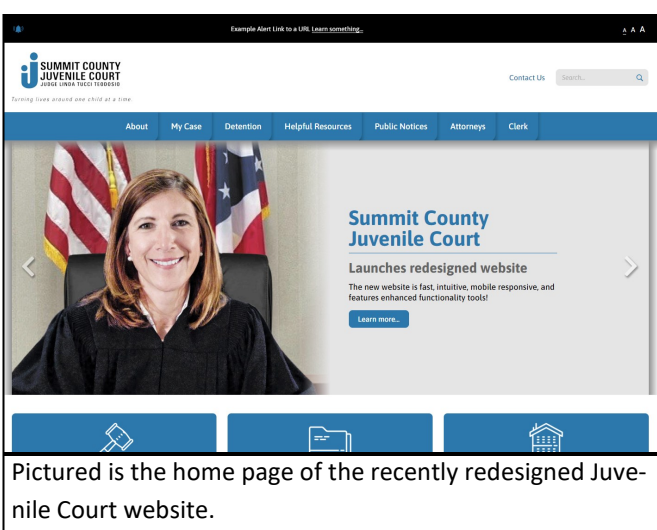 Example Alert Link to a URL Learn something...
A A A
SUMMIT COUNTY
JUVENILE COURT
JUDGE LINDA TUCCI TEODOSIO
Turning lives around one child at a time.
Contact Us
Search...
About My Case Detention Helpful Resources Public Notices Attorneys Clerk
Summit County
Juvenile Court
Launches redesigned website
The new website is fast, intuitive, mobile responsive, and
features enhanced functionality tools!
Learn more...
Pictured is the home page of the recently redesigned Juve-
nile Court website.